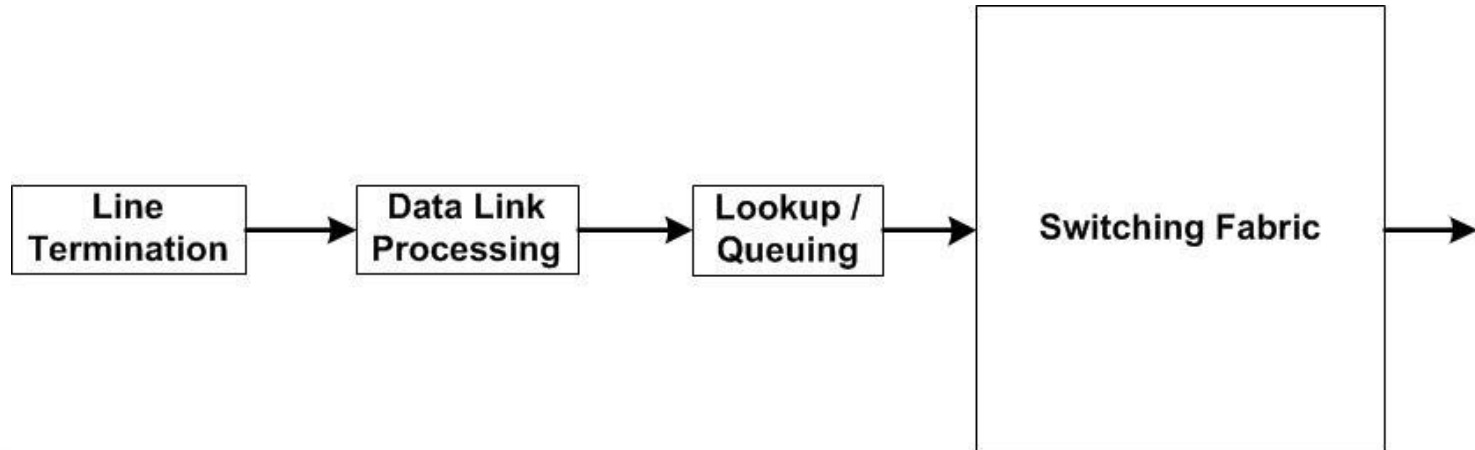 Line
Termination
Data Link
Processing
Lookup /
Queuing
Switching Fabric